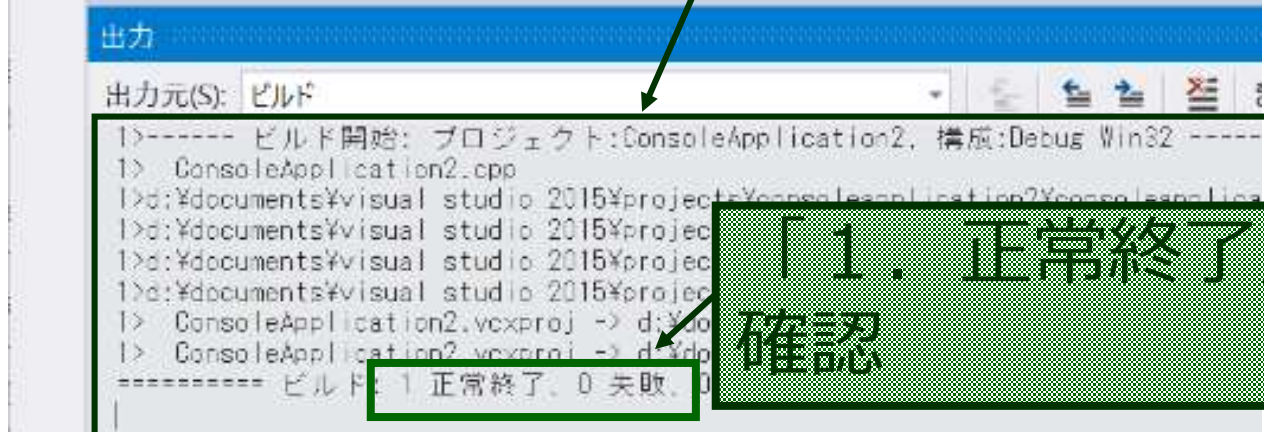 出力
出力元(S): ビルド
1>------ ビルド開始: プロジェクト:ConsoleApplication2, 構成:Debug Win32 -----
1>  ConsoleApplication2.cpp
1>d:¥documents¥visual studio 2015¥projects¥consoleapplication2¥consoleapplica
1>d:¥documents¥visual studio 2015¥projec
1>d:¥documents¥visual studio 2015¥projec
1>d:¥documents¥visual studio 2015¥projec
1>  ConsoleApplication2.vcxproj -> d:¥do
1>  ConsoleApplication2.vcxproj -> d:¥do
========== ビルド: 1 正常終了、0 失敗、0
「1. 正常終了
確認